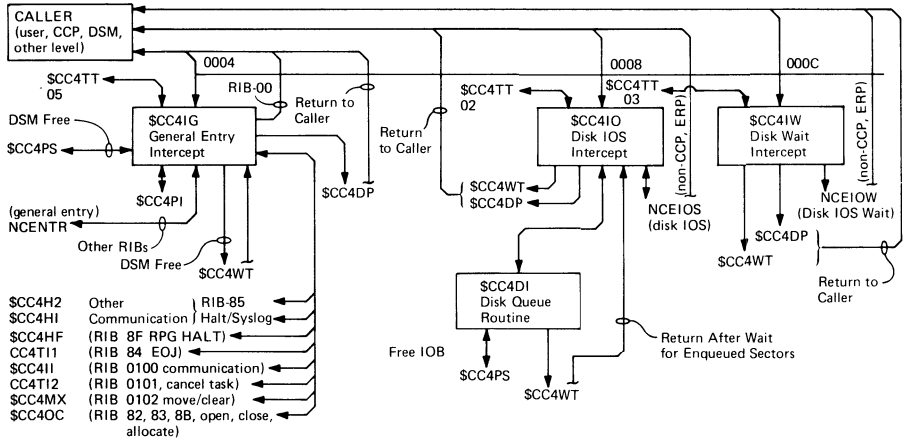 CALLER
(user, CCP, DSM,
other level)
0004
0008
000C
$CC4TT
05
RIB-00
Return to
Caller
$CC4TT
02
$CC4TT
03
(non-CCP, ERP)
(non-CCP, ERP)
DSM Free
$CC4PS
$CC4IG
General Entry
Intercept
Return
to Caller
$CC4IO
Disk IOS
Intercept
$CC4IW
Disk Wait
Intercept
$CC4PI
$CC4DP
$CC4WT
$CC4DP
NCEIOS
(disk IOS)
NCEIOW
(Disk IOS Wait)
(general entry)
NCENTR
Other RIBs
DSM Free
$CC4WT
$CC4DP
$CC4WT
Return to
Caller
$CC4DI
Disk Queue
Routine
$CC4H2 Other RIB-85
$CC4HI Communication Halt/Syslog
$CC4HF (RIB 8F RPG HALT)
CC4TI1 (RIB 84 EOJ)
$CC4II (RIB 0100 communication)
CC4TI2 (RIB 0101, cancel task)
$CC4MX (RIB 0102 move/clear)
$CC4OC (RIB 82, 83, 8B, open, close,
allocate)
Free IOB
$CC4PS
$CC4WT
Return After Wait
for Enqueued Sectors